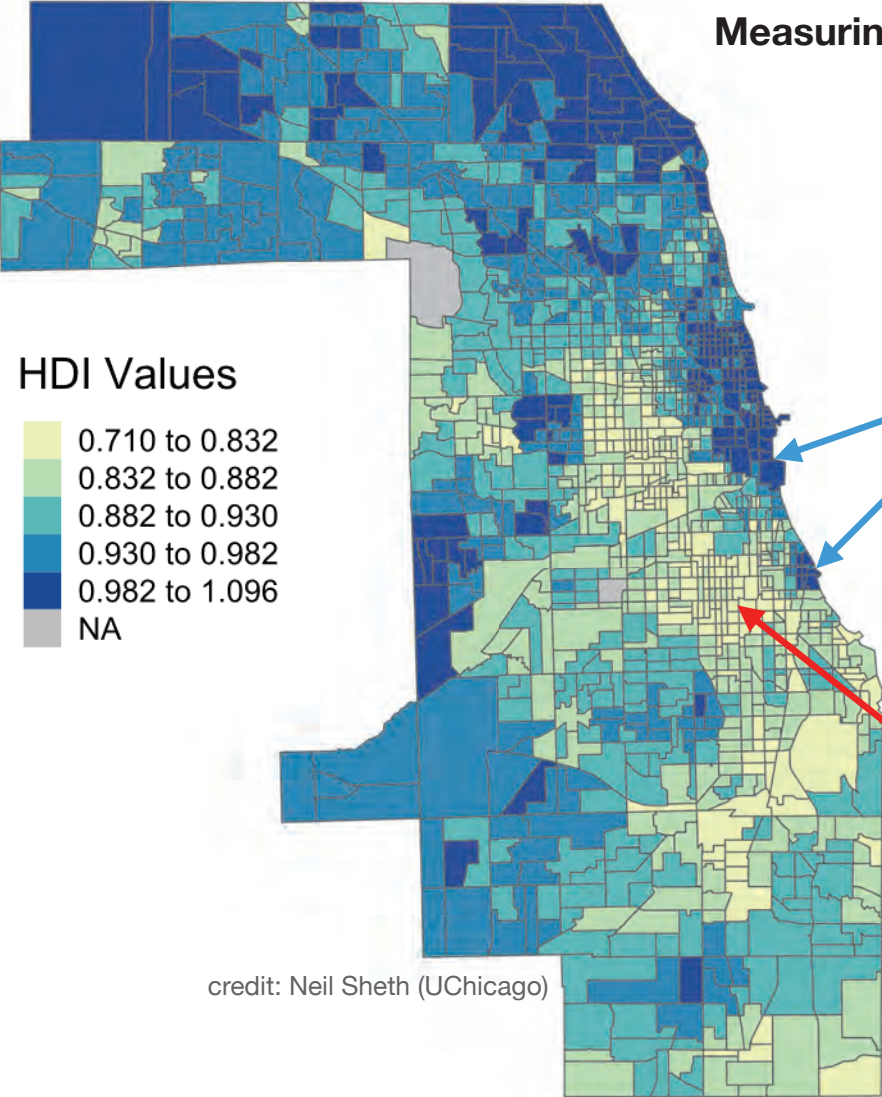 Measurin
HDI Values
0.710 to 0.832
0.832 to 0.882
0.882 to 0.930
0.930 to 0.982
0.982 to 1.096
NA
credit: Neil Sheth (UChicago)